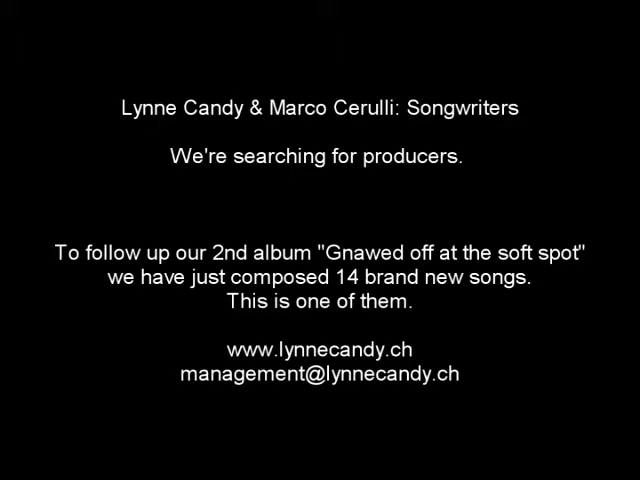 Lynne Candy & Marco Cerulli: Songwriters
We're searching for producers.
To follow up our 2nd album "Gnawed off at the soft spot"
we have just composed 14 brand new songs.
This is one of them.
www.lynnecandy.ch
management@lynnecandy.ch